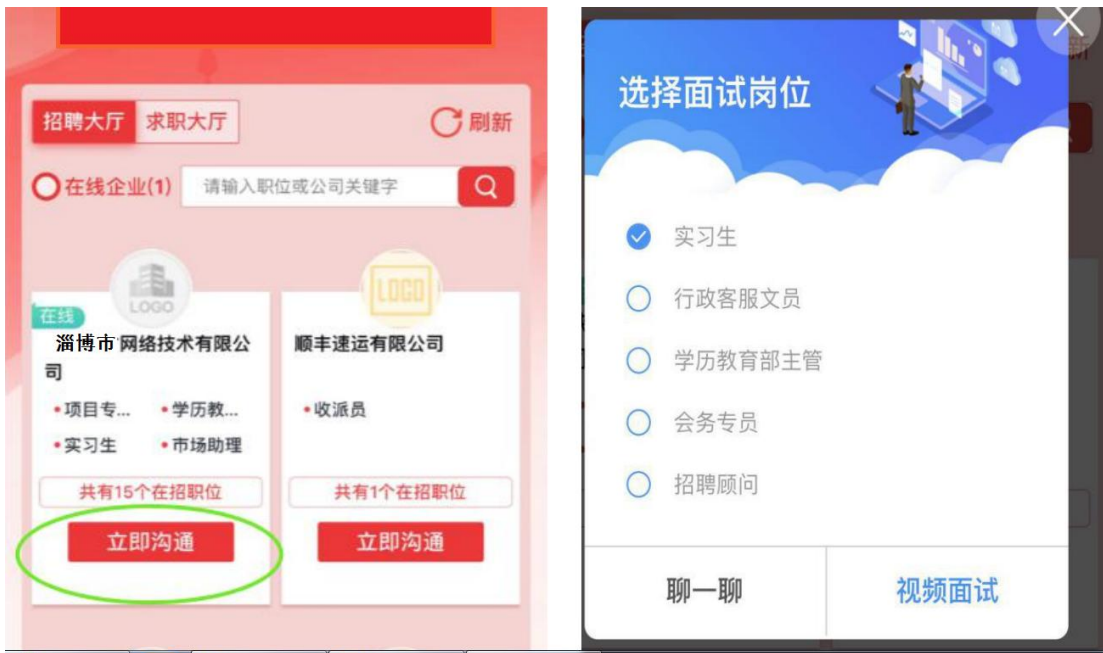 招聘大厅 求职大厅 刷新
在线企业(1) 请输入职位或公司关键字
LOGO
在线
淄博市网络技术有限公
司
•项目专... •学历教...
•实习生 •市场助理
共有15个在招职位
立即沟通
LOGO
顺丰速运有限公司
•收派员
共有1个在招职位
立即沟通
新
选择面试岗位
实习生
行政客服文员
学历教育部主管
会务专员
招聘顾问
聊一聊 视频面试